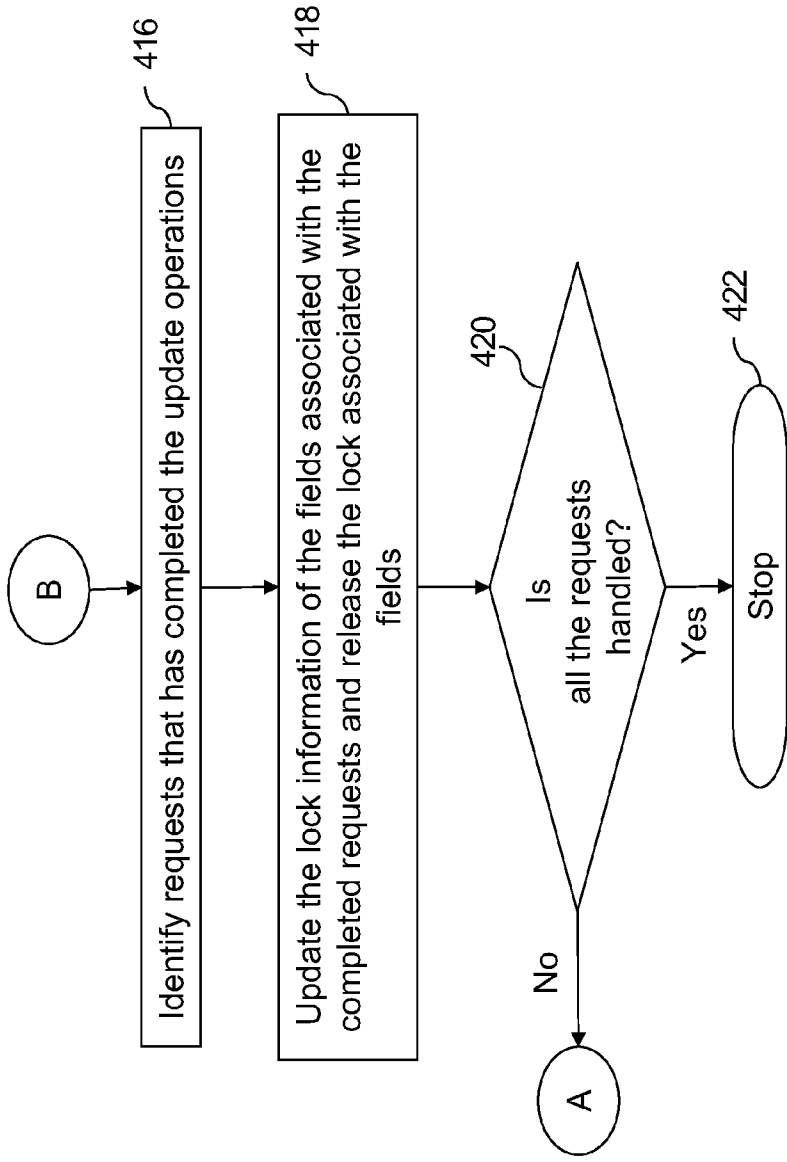 B
416
Identify requests that has completed the update operations
418
Update the lock information of the fields associated with the
completed requests and release the lock associated with the
fields
420
Is
all the requests
handled?
No
A
Yes
422
Stop